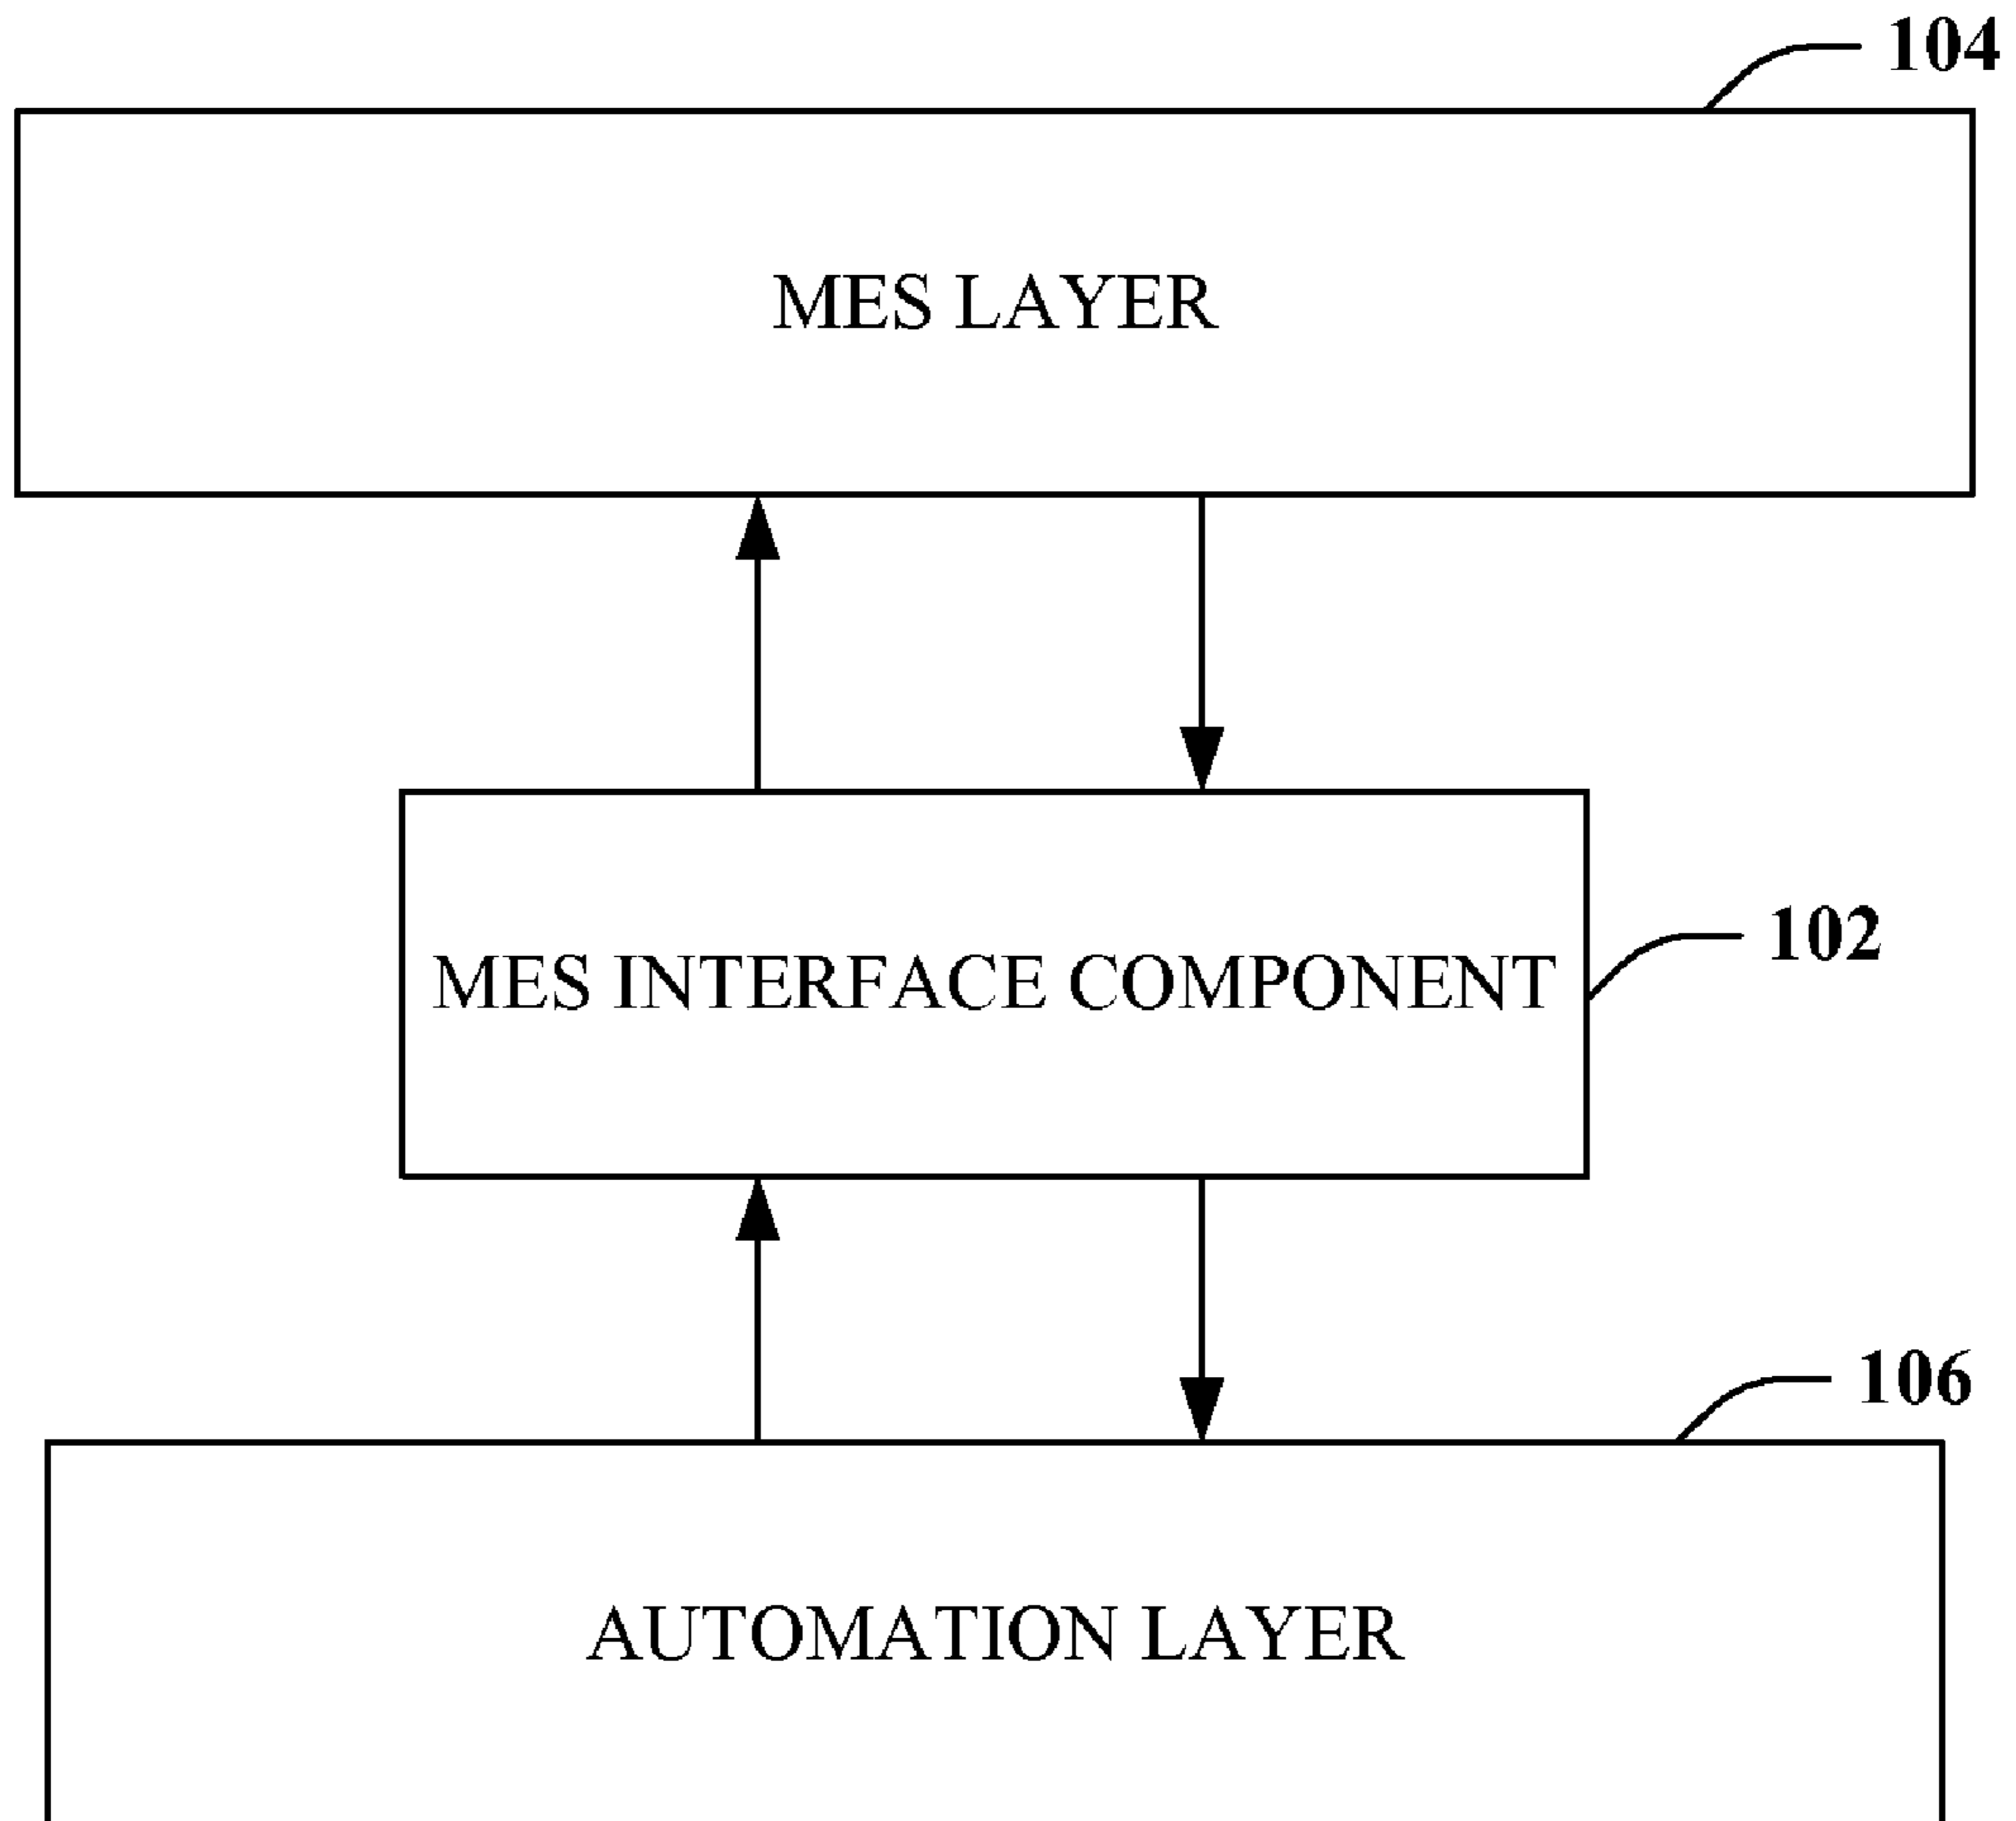 104
MES LAYER
102
MES INTERFACE COMPONENT
106
AUTOMATION LAYER